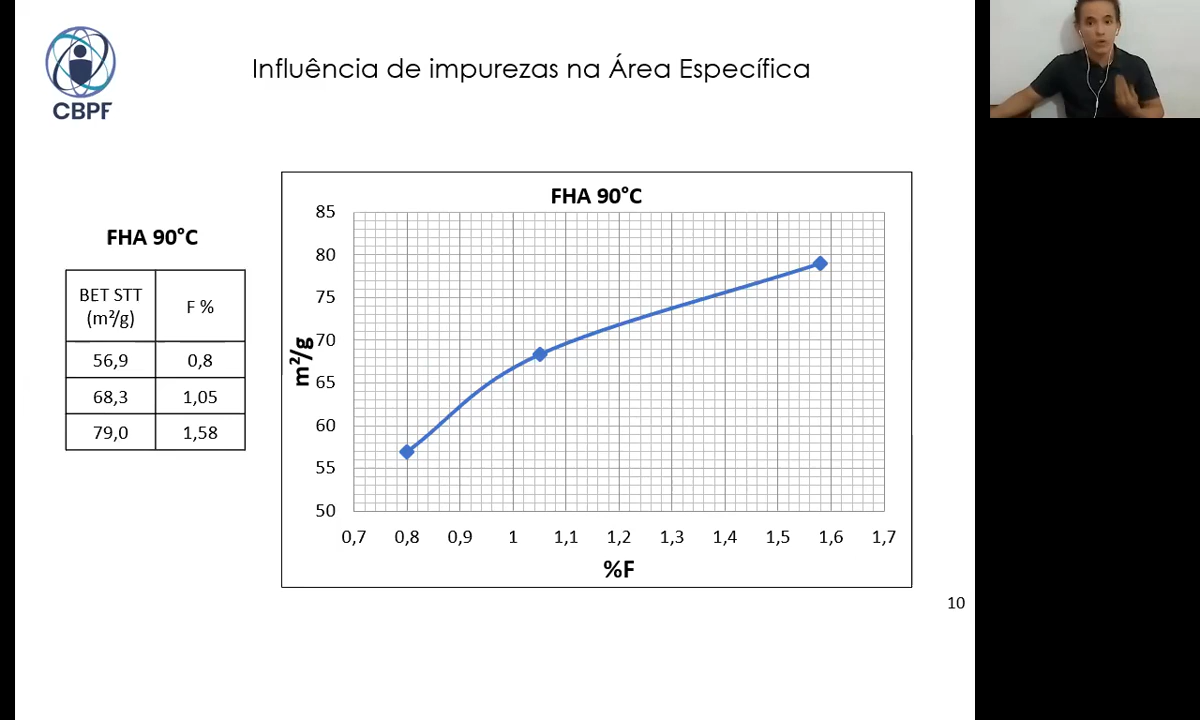 CBPF
Influência de impurezas na Área Específica
FHA 90°C
BET STT
(m²/g)
F %
56,9
0,8
68,3
1,05
79,0
1,58
FHA 90°C
m²/g
85
80
75
70
65
60
55
50
0,7
0,8
0,9
1
1,1
1,2
1,3
1,4
1,5
1,6
1,7
%F
10